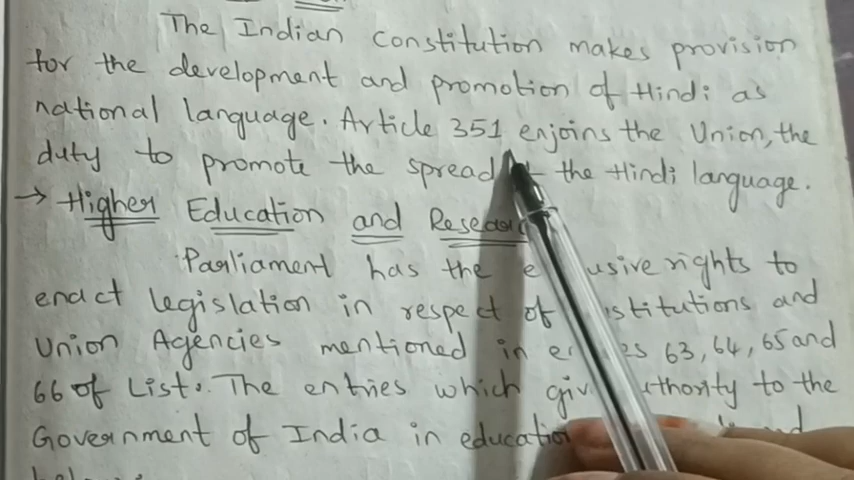 The Indian Constitution makes provision
for the development and promotion of Hindi as
national language. Article 351 enjoins the Union, the
duty to promote the spread the Hindi language.
→ Higher Education and
Parliament has the rights to
enact legislation in respect of and
Union Agencies mentioned in 63, 64, 65 and
66 of List. The entries which to the
Government of India in education